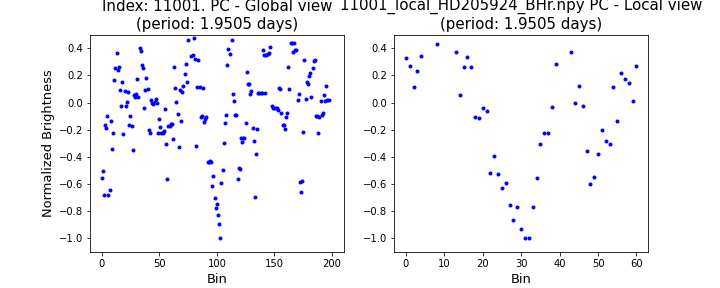 Index: 11001. PC - Global view
(period: 1.9505 days)
11001_local_HD205924_BHr.npy PC - Local view
(period: 1.9505 days)
Normalized Brightness
0.4
0.2
0.0
−0.2
−0.4
−0.6
−0.8
−1.0
0 50 100 150 200
Bin
0.4
0.2
0.0
−0.2
−0.4
−0.6
−0.8
−1.0
0 10 20 30 40 50 60
Bin